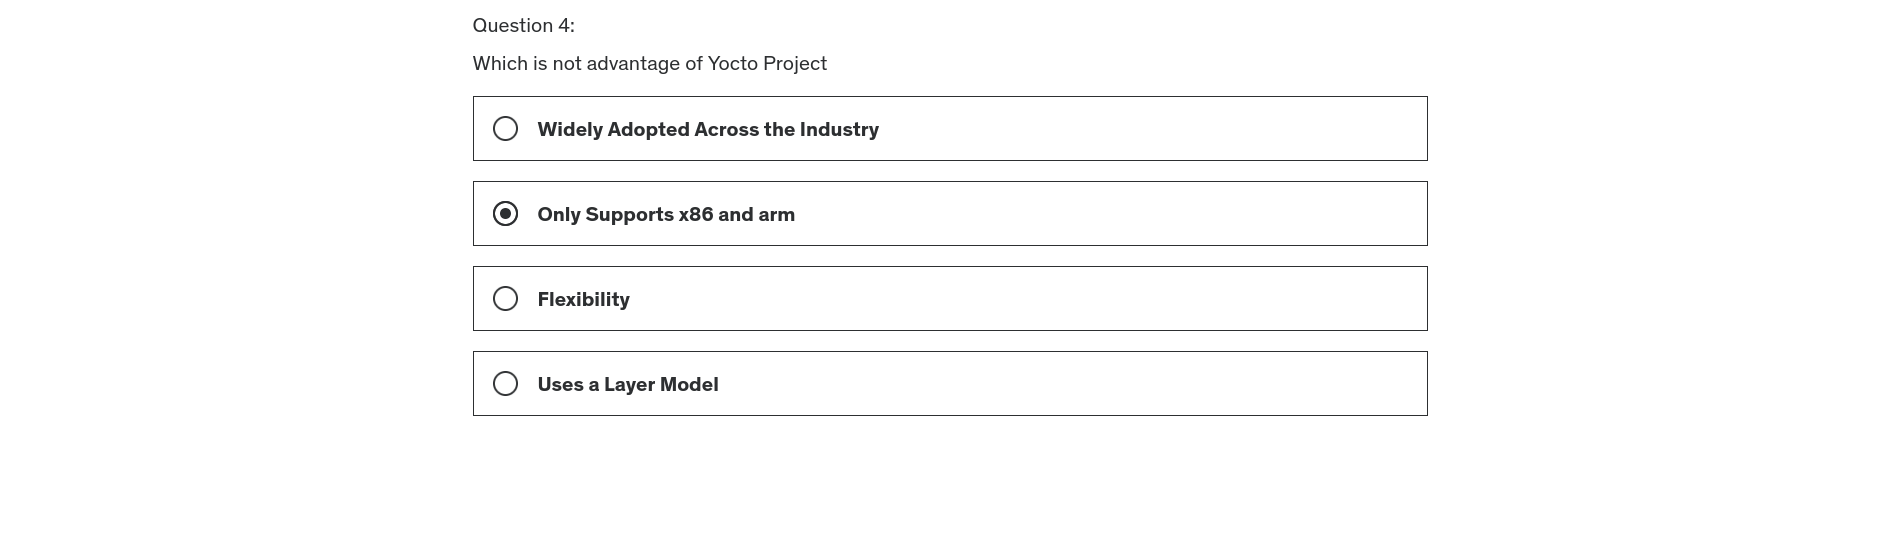 Question 4:
Which is not advantage of Yocto Project
Widely Adopted Across the Industry
Only Supports x86 and arm
Flexibility
Uses a Layer Model